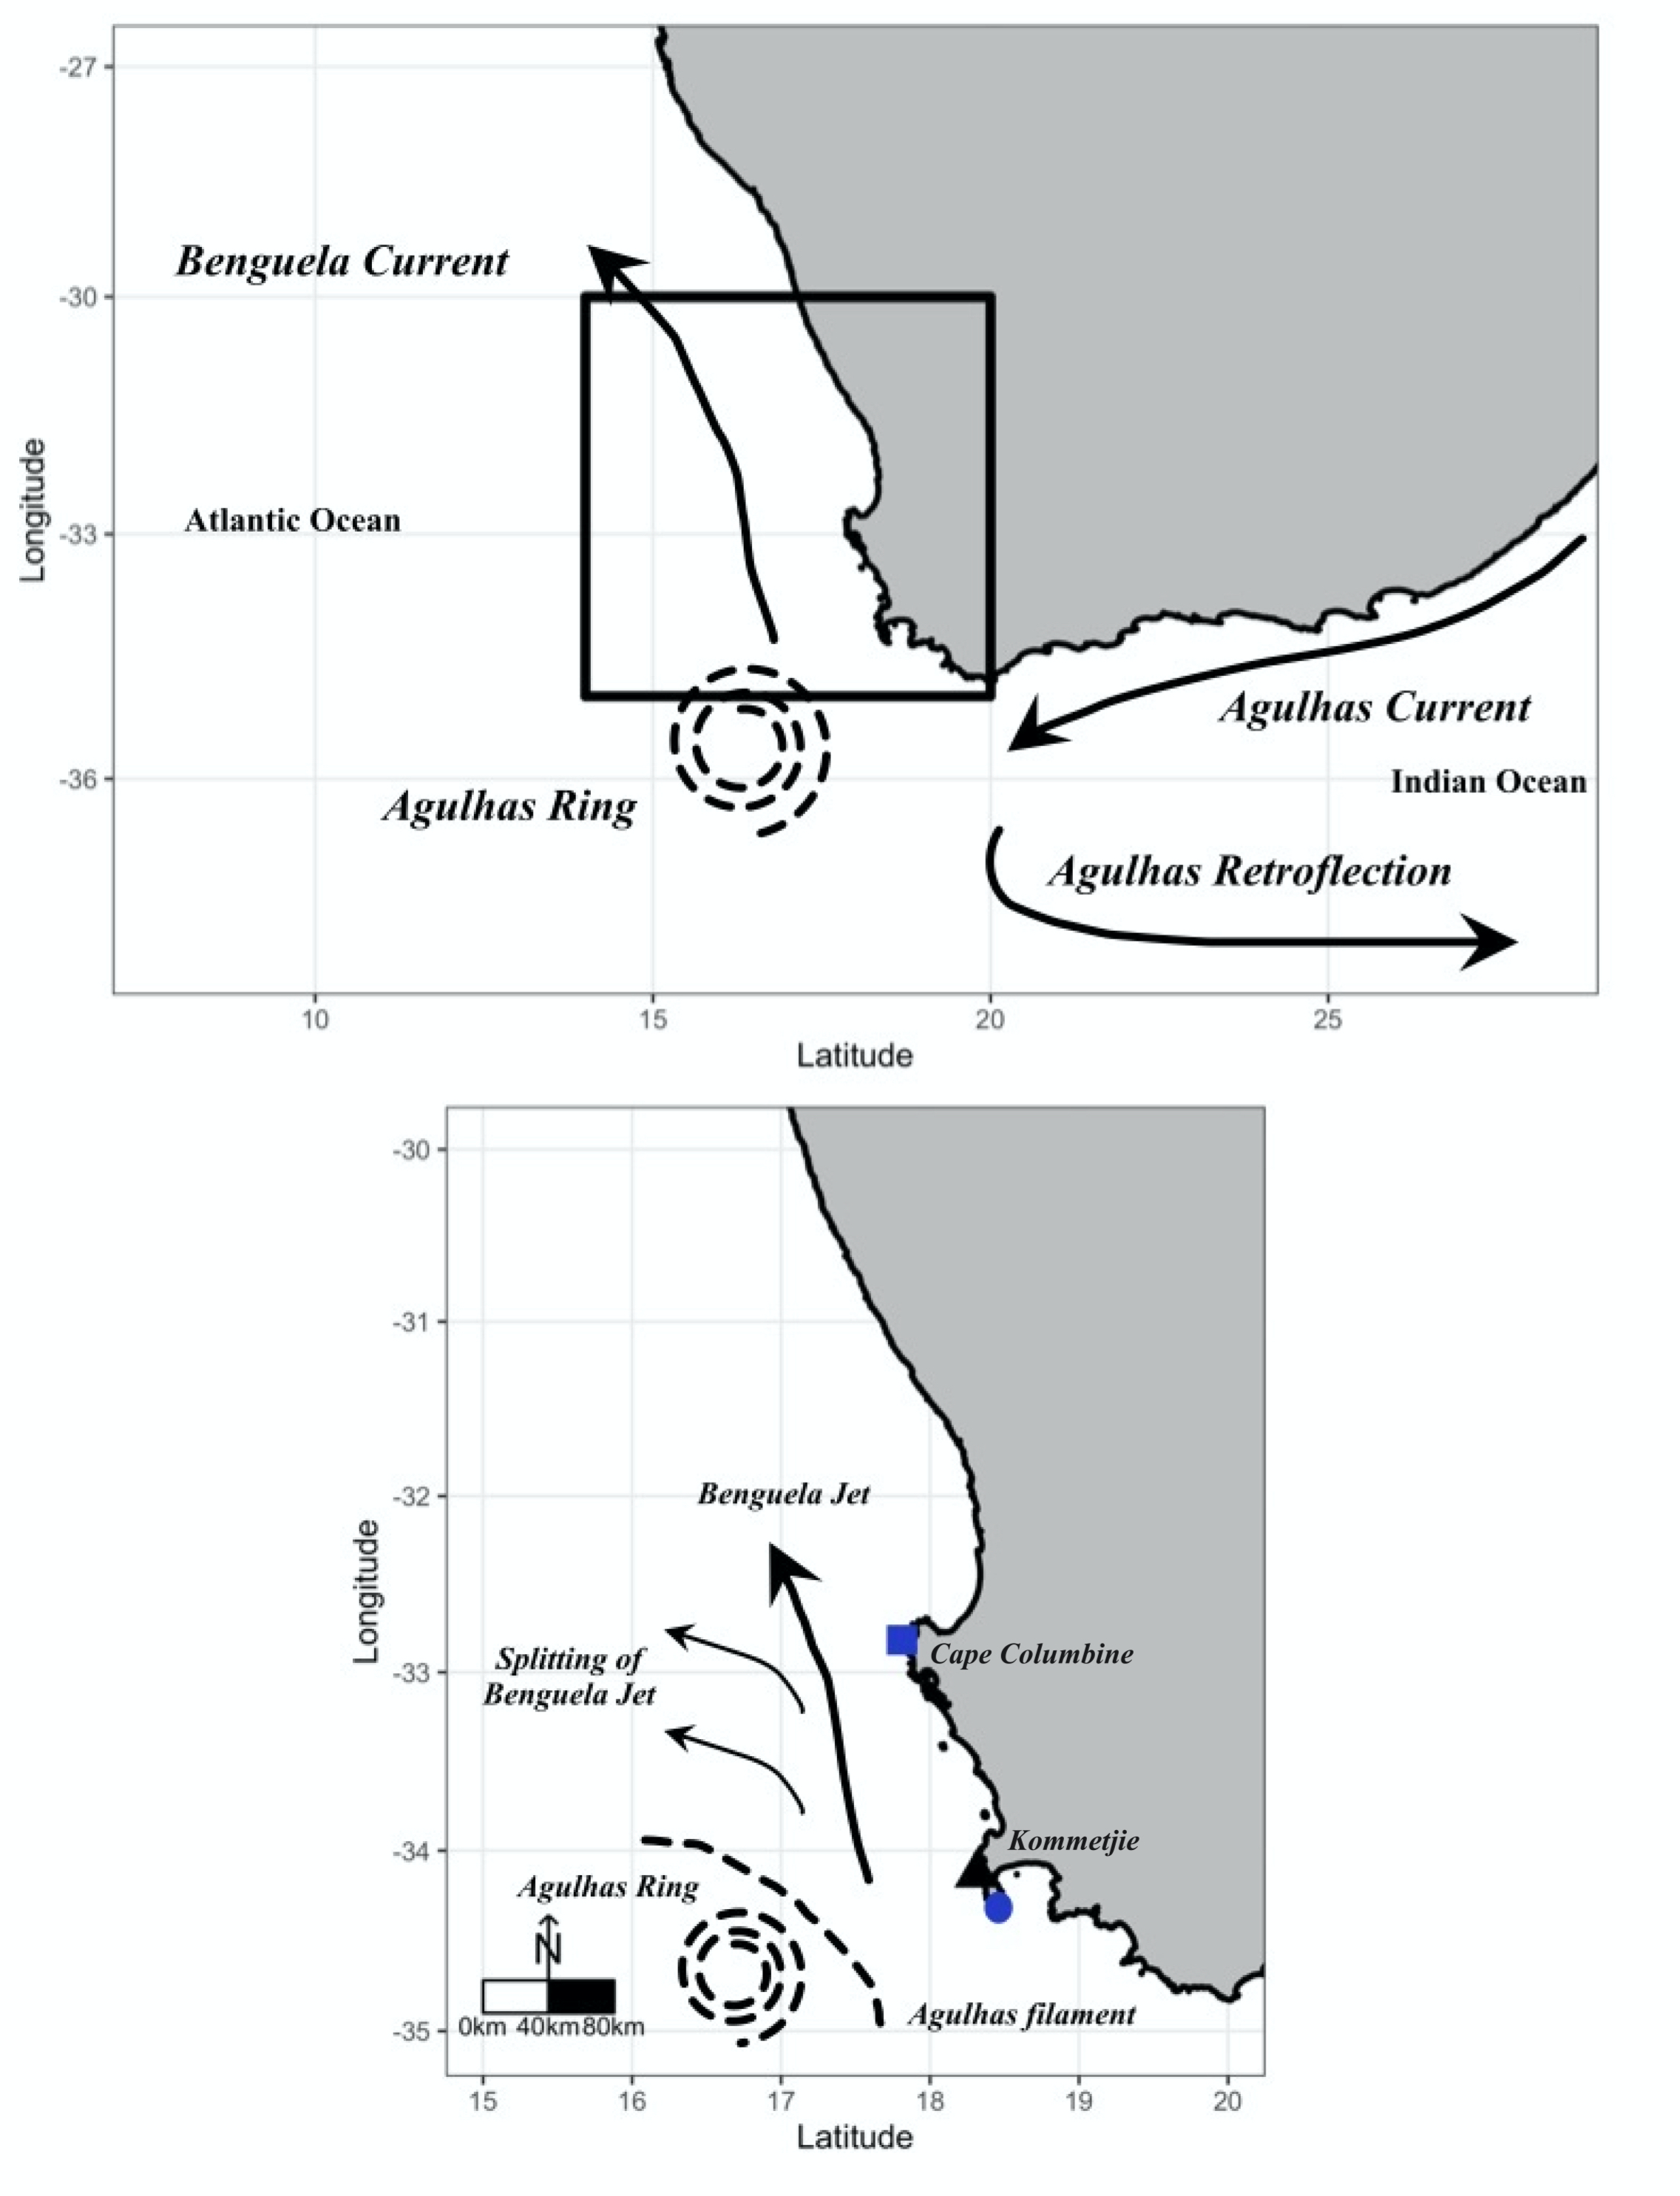 -27
Benguela Current
-30
Longitude
Atlantic Ocean
-33
Agulhas Current
-36
Indian Ocean
Agulhas Ring
Agulhas Retroflection
10 15 20 25
Latitude
-30
-31
-32
Benguela Jet
Longitude
Splitting of
Benguela Jet
Cape Columbine
-33
Kommetjie
-34
Agulhas Ring
N
Agulhas filament
0km 40km 80km
-35
15 16 17 18 19 20
Latitude